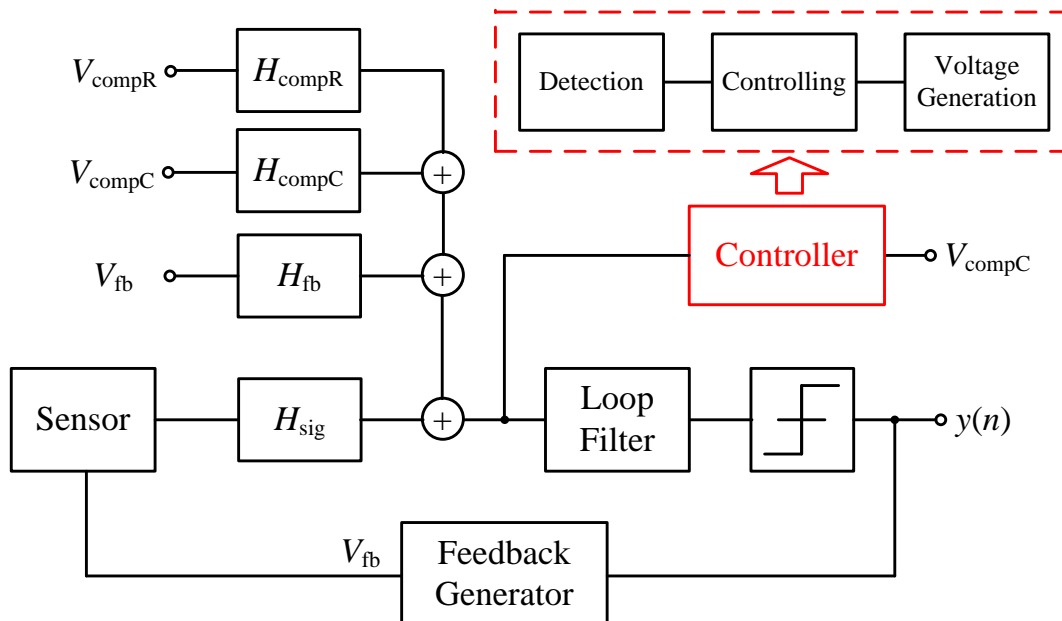 V_compR
H_compR
V_compC
H_compC
V_fb
H_fb
+
+
Detection
Controlling
Voltage
Generation
Controller
V_compC
Sensor
H_sig
+
Loop
Filter
y(n)
V_fb
Feedback
Generator